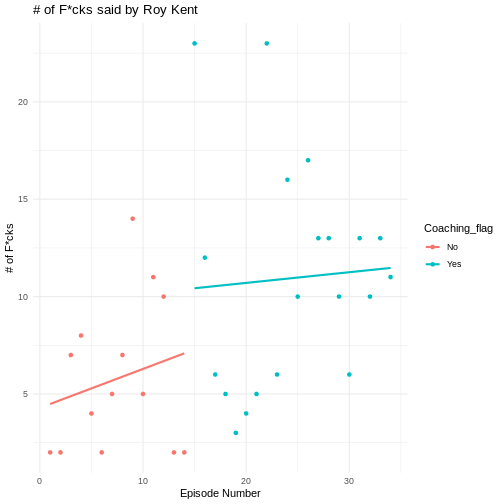 # of F*cks said by Roy Kent
# of F*cks
20
15
10
5
0
10
20
30
Episode Number
Coaching_flag
No
Yes